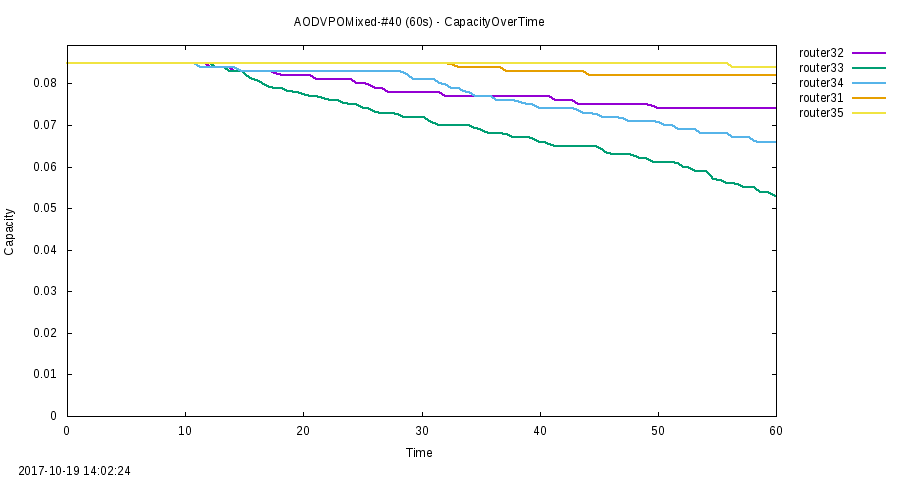 AODVPOMixed-#40 (60s) - CapacityOverTime
router32
router33
router34
router31
router35
0.08
0.07
0.06
0.05
0.04
0.03
0.02
0.01
0
Capacity
0 10 20 30 40 50 60
Time
2017-10-19 14:02:24